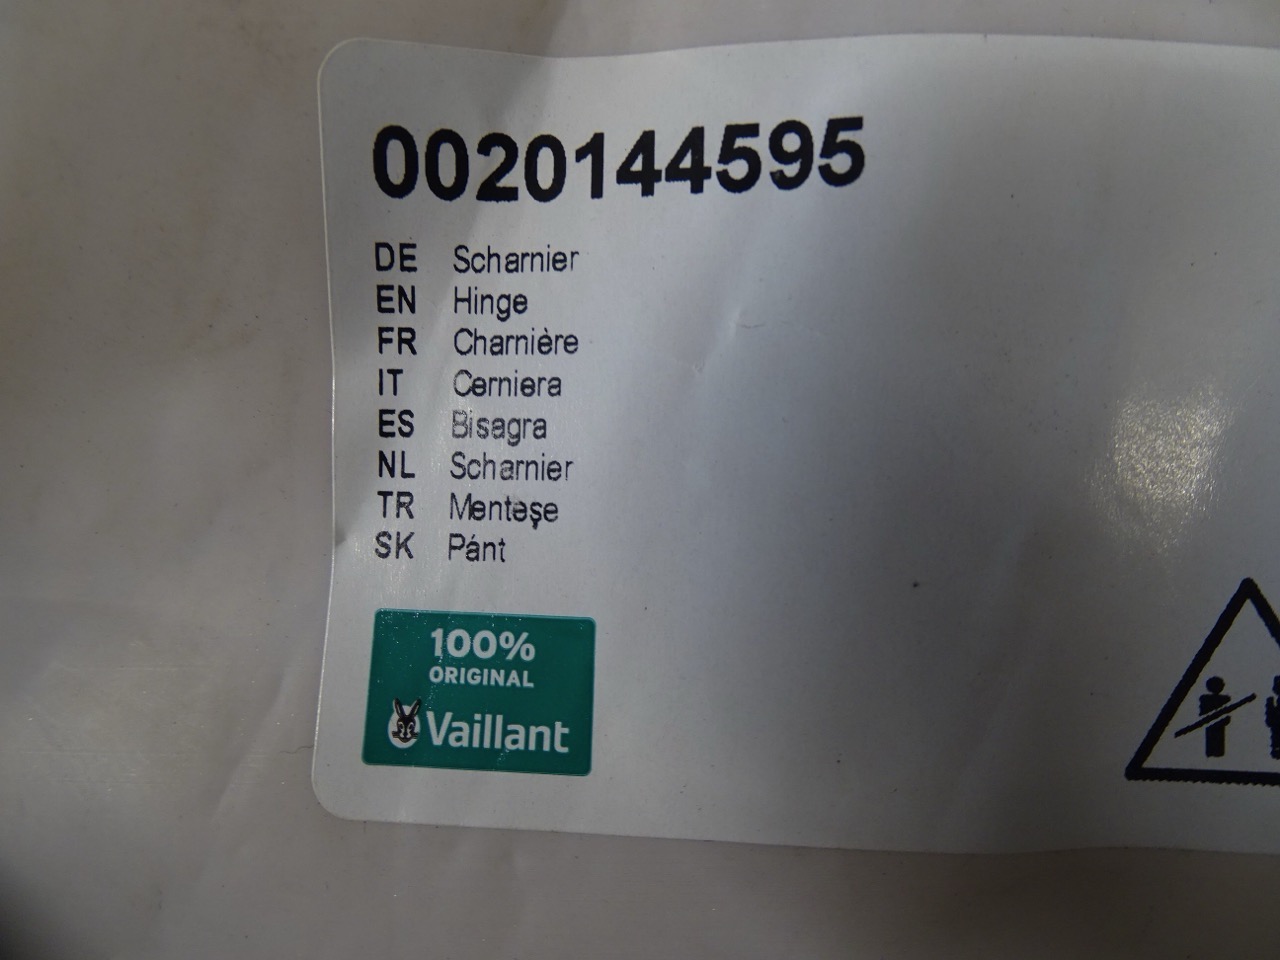 0020144595
DE Scharnier
EN Hinge
FR Charnière
IT Cerniera
ES Bisagra
NL Scharnier
TR Menteşe
SK Pánt
100%
ORIGINAL
Vaillant